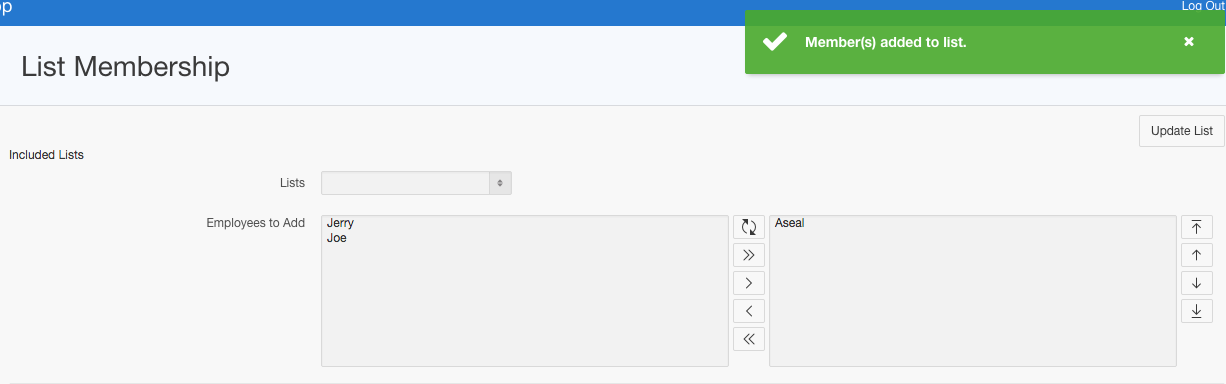 op
Log Out
Member(s) added to list.
List Membership
Update List
Included Lists
Lists
Employees to Add
Jerry
Joe
Aseal